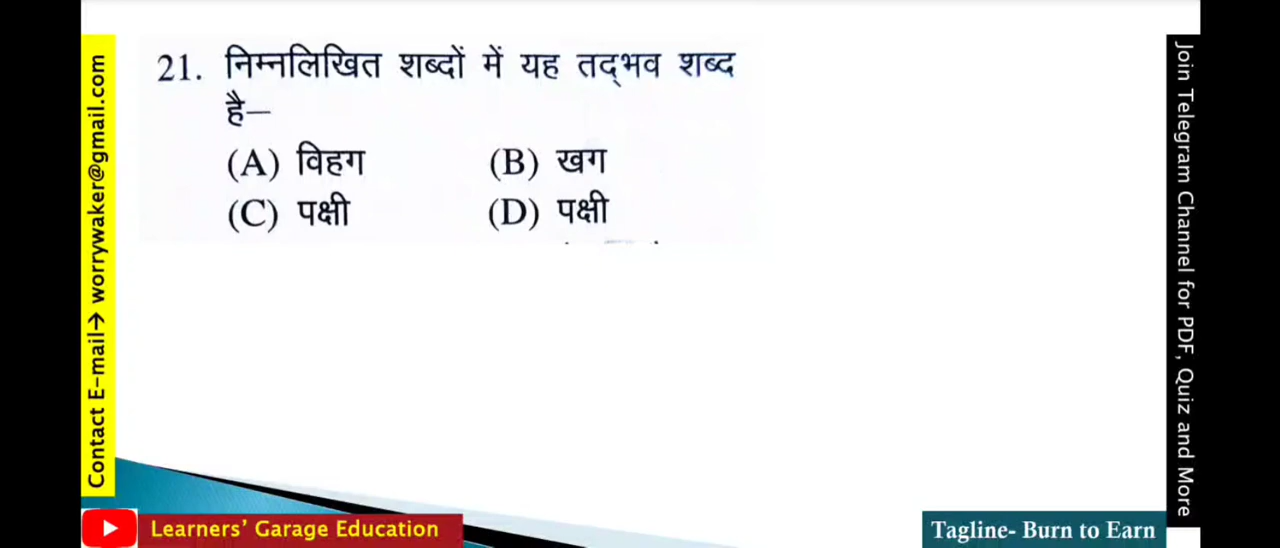 21. निम्नलिखित शब्दों में यह तद्भव शब्द
है–
(A) विहग (B) खग
(C) पक्षी (D) पक्षी
Contact E-mail→ worrywaker@gmail.com
Join Telegram Channel for PDF, Quiz and More
Learners' Garage Education
Tagline- Burn to Earn